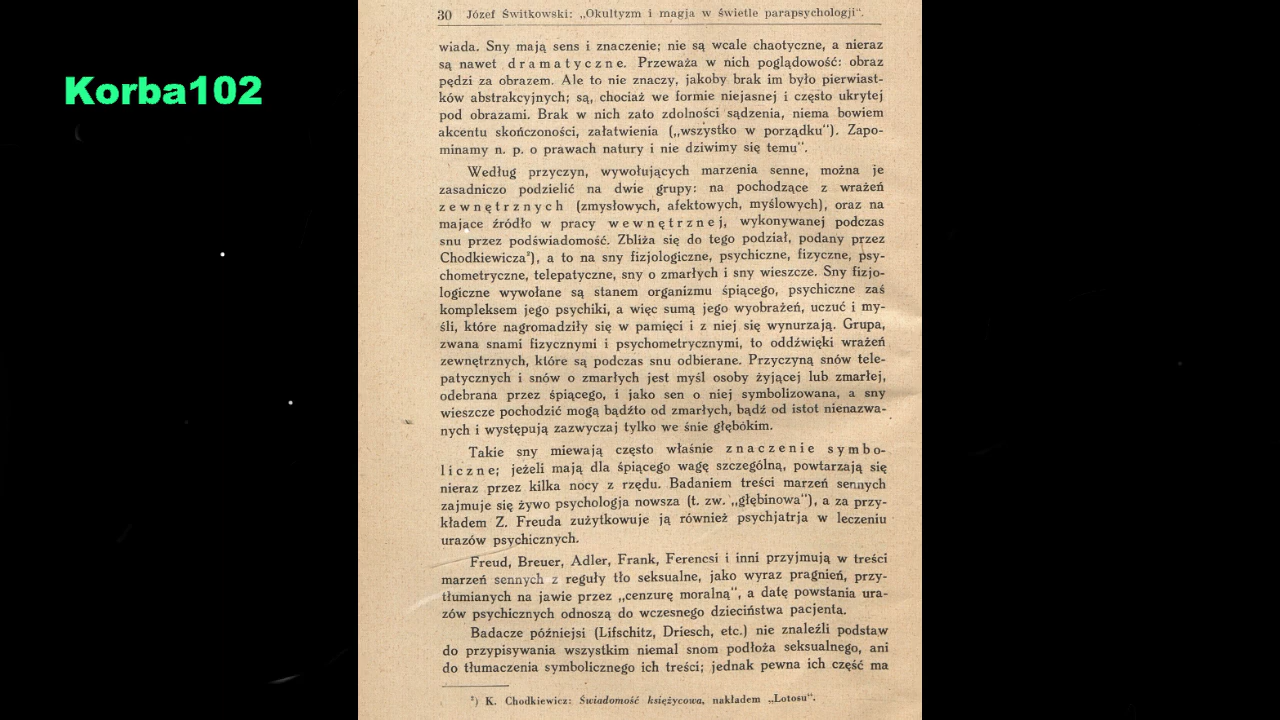 Korba102
30 Józef Świtkowski: „Okultyzm i magja w świetle parapsychologji".
wiada. Sny mają sens i znaczenie; nie są wcale chaotyczne, a nieraz
są nawet dramatyczne. Przeważa w nich poglądowość: obraz
pędzi za obrazem. Ale to nie znaczy, jakoby brak im było pierwiast-
ków abstrakcyjnych; są, chociaż we formie niejasnej i często ukrytej
pod obrazami. Brak w nich zato zdolności sądzenia, niema bowiem
akcentu skończoności, załatwienia („wszystko w porządku"). Zapo-
minamy n. p. o prawach natury i nie dziwimy się temu".
Według przyczyn, wywołujących marzenia senne, można je
zasadniczo podzielić na dwie grupy: na pochodzące z wrażeń
zewnętrznych (zmysłowych, afektowych, myślowych), oraz na
mające źródło w pracy wewnętrznej, wykonywanej podczas
snu przez podświadomość. Zbliża się do tego podział, podany przez
Chodkiewicza²), a to na sny fizjologiczne, psychiczne, fizyczne, psy-
chometryczne, telepatyczne, sny o zmarłych i sny wieszcze. Sny fizjo-
logiczne wywołane są stanem organizmu śpiącego, psychiczne zaś
kompleksem jego psychiki, a więc sumą jego wyobrażeń, uczuć i my-
śli, które nagromadziły się w pamięci i z niej się wynurzają. Grupa,
zwana snami fizycznymi i psychometrycznymi, to oddźwięki wrażeń
zewnętrznych, które są podczas snu odbierane. Przyczyną snów tele-
patycznych i snów o zmarłych jest myśl osoby żyjącej lub zmarłej,
odebrana przez śpiącego, i jako sen o niej symbolizowana, a sny
wieszcze pochodzić mogą bądźto od zmarłych, bądź od istot nienazwa-
nych i występują zazwyczaj tylko we śnie głębokim.
Takie sny miewają często właśnie znaczenie symbo-
liczne; jeżeli mają dla śpiącego wagę szczególną, powtarzają się
nieraz przez kilka nocy z rzędu. Badaniem treści marzeń sennych
zajmuje się żywo psychologja nowsza (t. zw. „głębinowa"), a za przy-
kładem Z. Freuda zużytkowuje ją również psychjatrja w leczeniu
urazów psychicznych.
Freud, Breuer, Adler, Frank, Ferencsi i inni przyjmują w treści
marzeń sennych z reguły tło seksualne, jako wyraz pragnień, przy-
tłumianych na jawie przez „cenzurę moralną", a datę powstania ura-
zów psychicznych odnoszą do wczesnego dzieciństwa pacjenta.
Badacze późniejsi (Lifschitz, Driesch, etc.) nie znaleźli podstaw
do przypisywania wszystkim niemal snom podłoża seksualnego, ani
do tłumaczenia symbolicznego ich treści; jednak pewna ich część ma
²) K. Chodkiewicz: Świadomość księżycowa, nakładem „Lotosu".